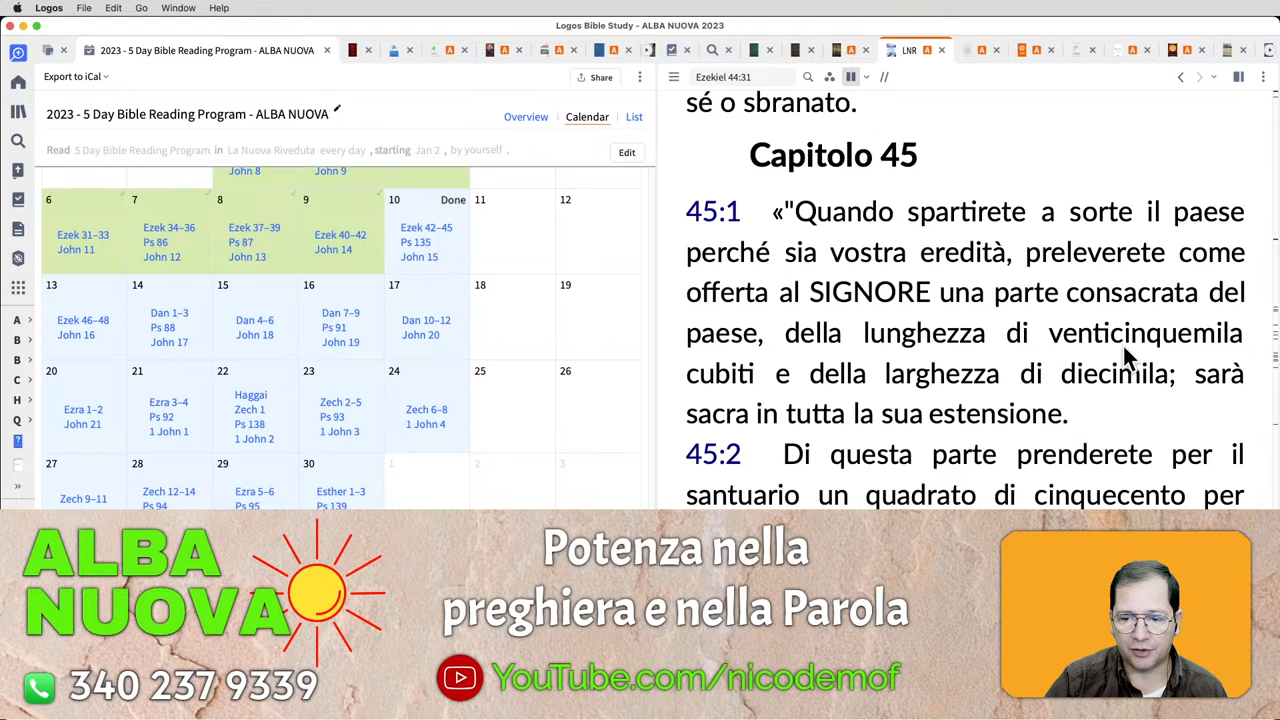 Logos File Edit Go Window Help
Logos Bible Study - ALBA NUOVA 2023
2023 - 5 Day Bible Reading Program - ALBA NUOVA
LNR
Export to iCal
Share
Ezekiel 44:31
2023 - 5 Day Bible Reading Program - ALBA NUOVA
Overview Calendar List
Read 5 Day Bible Reading Program in La Nuova Riveduta every day , starting Jan 2 , by yourself .
Edit
John 8 John 9
6 7 8 9 10 Done 11 12
Ezek 31–33
John 11
Ezek 34–36
Ps 86
John 12
Ezek 37–39
Ps 87
John 13
Ezek 40–42
John 14
Ezek 42–45
Ps 135
John 15
13 14 15 16 17 18 19
Ezek 46–48
John 16
Dan 1–3
Ps 88
John 17
Dan 4–6
John 18
Dan 7–9
Ps 91
John 19
Dan 10–12
John 20
20 21 22 23 24 25 26
Ezra 1–2
John 21
Ezra 3–4
Ps 92
1 John 1
Haggai
Zech 1
Ps 138
1 John 2
Zech 2–5
Ps 93
1 John 3
Zech 6–8
1 John 4
27 28 29 30 1 2 3
Zech 9–11
Zech 12–14
Ps 94
Ezra 5–6
Ps 95
Esther 1–3
Ps 139
A
B
B
C
H
Q
sé o sbranato.
Capitolo 45
45:1 «"Quando spartirete a sorte il paese
perché sia vostra eredità, preleverete come
offerta al SIGNORE una parte consacrata del
paese, della lunghezza di venticinquemila
cubiti e della larghezza di diecimila; sarà
sacra in tutta la sua estensione.
45:2 Di questa parte prenderete per il
santuario un quadrato di cinquecento per
ALBA
NUOVA
340 237 9339
Potenza nella
preghiera e nella Parola
YouTube.com/nicodemof